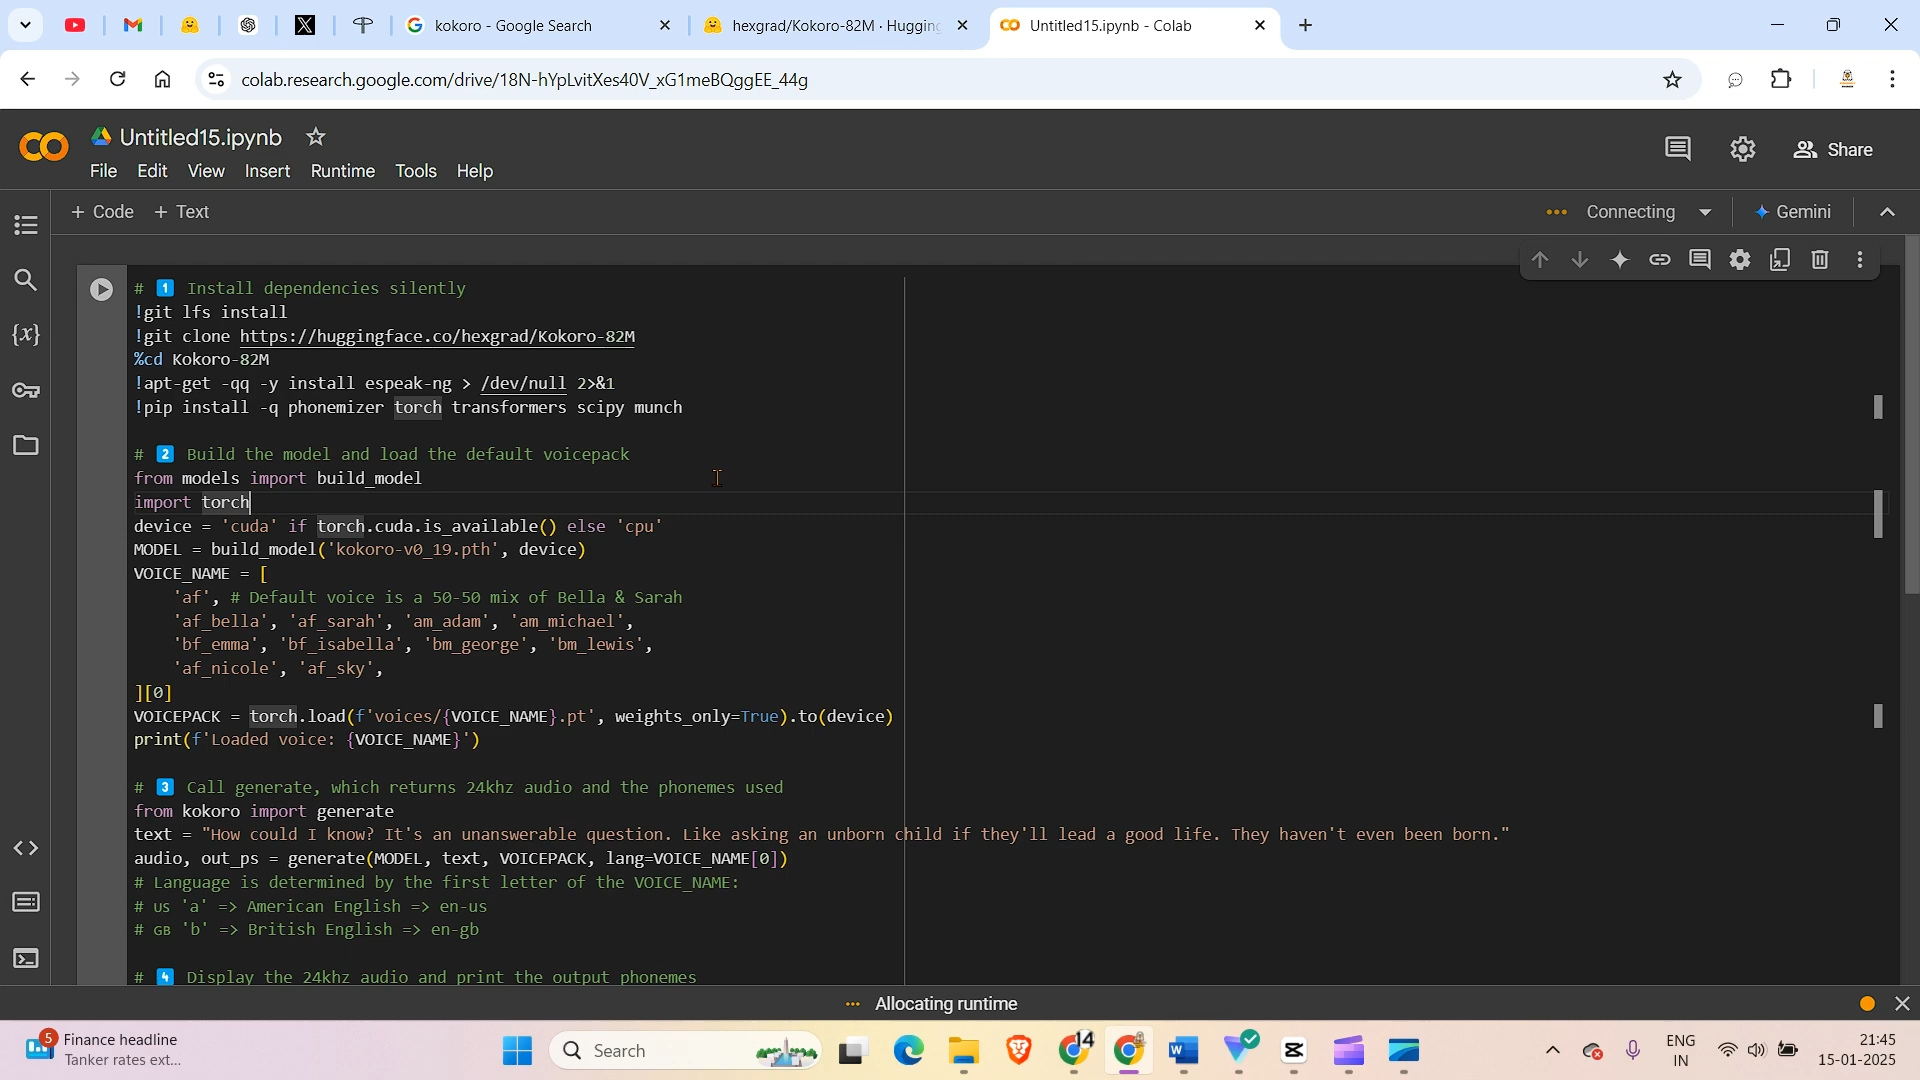 kokoro - Google Search
hexgrad/Kokoro-82M · Hugging
Untitled15.ipynb - Colab
colab.research.google.com/drive/18N-hYpLvitXes40V_xG1meBQggEE_44g
Untitled15.ipynb
File Edit View Insert Runtime Tools Help
Share
+ Code + Text
Connecting
Gemini
# 1 Install dependencies silently
!git lfs install
!git clone https://huggingface.co/hexgrad/Kokoro-82M
%cd Kokoro-82M
!apt-get -qq -y install espeak-ng > /dev/null 2>&1
!pip install -q phonemizer torch transformers scipy munch
# 2 Build the model and load the default voicepack
from models import build_model
import torch
device = 'cuda' if torch.cuda.is_available() else 'cpu'
MODEL = build_model('kokoro-v0_19.pth', device)
VOICE_NAME = [
'af', # Default voice is a 50-50 mix of Bella & Sarah
'af_bella', 'af_sarah', 'am_adam', 'am_michael',
'bf_emma', 'bf_isabella', 'bm_george', 'bm_lewis',
'af_nicole', 'af_sky',
][0]
VOICEPACK = torch.load(f'voices/{VOICE_NAME}.pt', weights_only=True).to(device)
print(f'Loaded voice: {VOICE_NAME}')
# 3 Call generate, which returns 24khz audio and the phonemes used
from kokoro import generate
text = "How could I know? It's an unanswerable question. Like asking an unborn child if they'll lead a good life. They haven't even been born."
audio, out_ps = generate(MODEL, text, VOICEPACK, lang=VOICE_NAME[0])
# Language is determined by the first letter of the VOICE_NAME:
# US 'a' => American English => en-us
# GB 'b' => British English => en-gb
# 4 Display the 24khz audio and print the output phonemes
Allocating runtime
5
Finance headline
Tanker rates ext...
Search
14
ENG
IN
21:45
15-01-2025